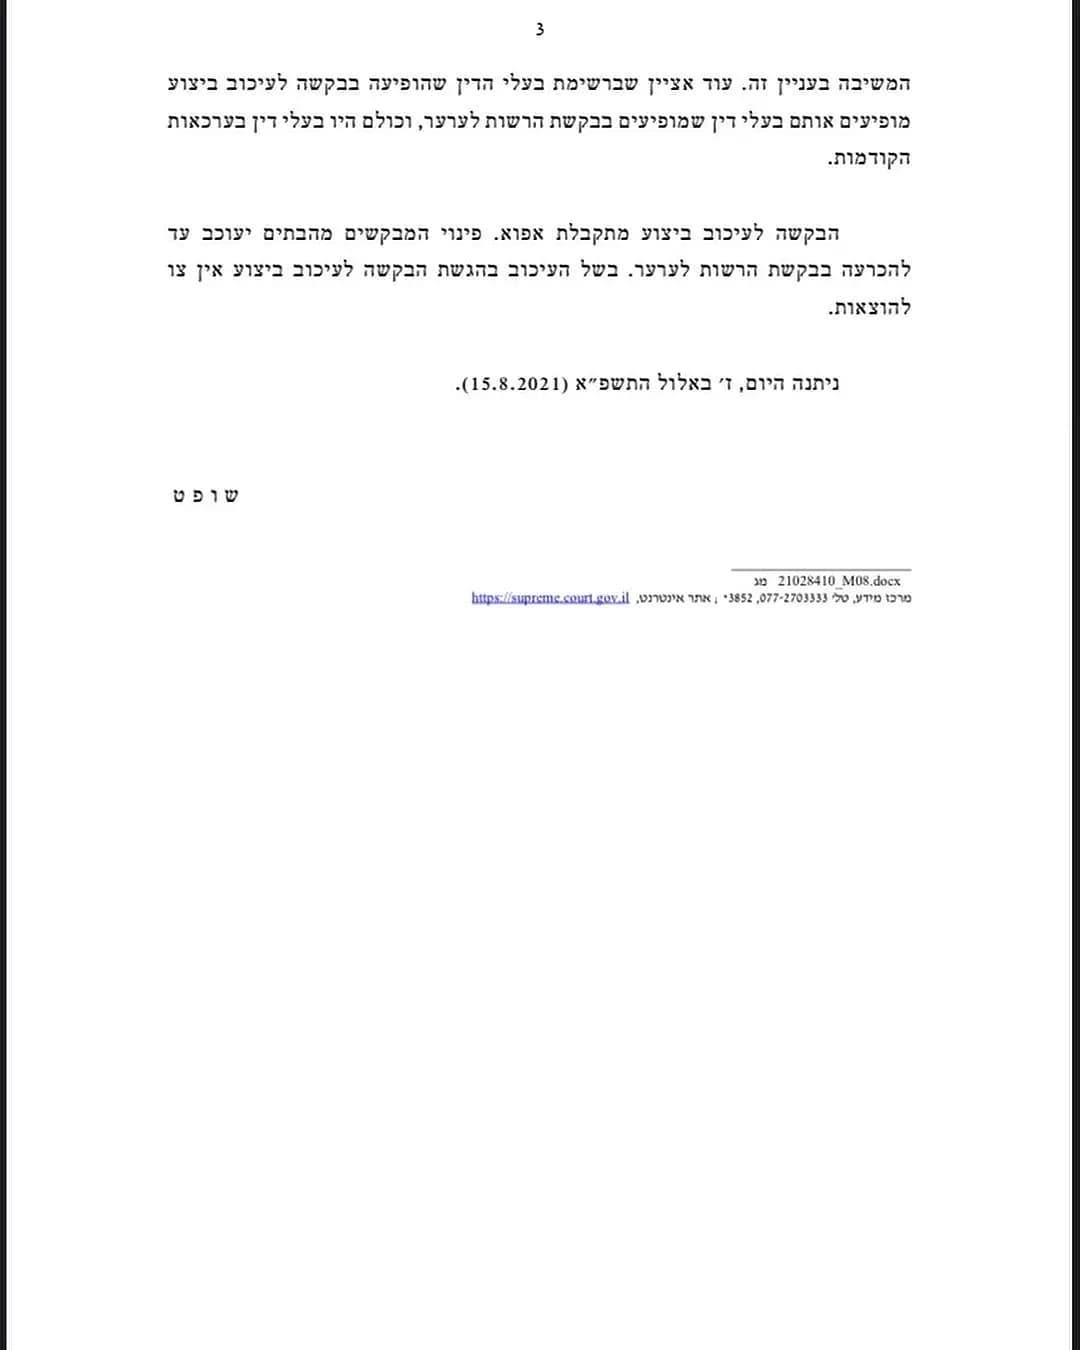 3
המשיבה בעניין זה. עוד אציין שברשימת בעלי הדין שהופיעה בבקשה לעיכוב ביצוע
מופיעים אותם בעלי דין שמופיעים בבקשת הרשות לערער, וכולם היו בעלי דין בערכאות
הקודמות.
הבקשה לעיכוב ביצוע מתקבלת אפוא. פינוי המבקשים מהבתים יעוכב עד
להכרעה בבקשת הרשות לערער. בשל העיכוב בהגשת הבקשה לעיכוב ביצוע אין צו
להוצאות.
ניתנה היום, ז׳ באלול התשפ״א (15.8.2021).
ש ו פ ט
21028410_M08.docx   מג
מרכז מידע, טל' 077-2703333, 3852* ; אתר אינטרנט, https://supreme.court.gov.il